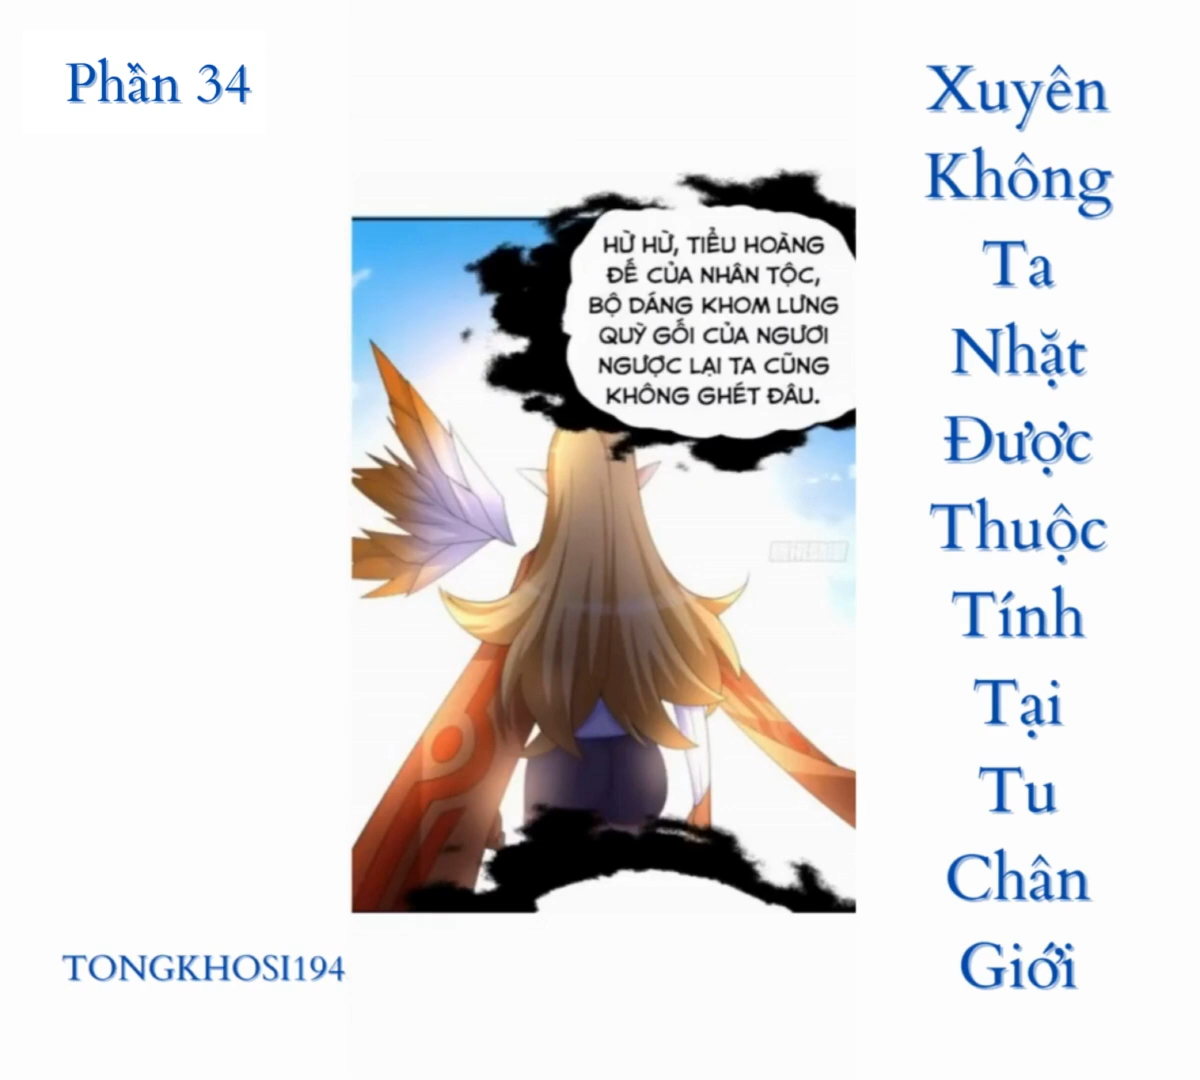 Phần 34
HỪ HỪ, TIỂU HOÀNG
ĐẾ CỦA NHÂN TỘC,
BỘ DÁNG KHOM LƯNG
QUỲ GỐI CỦA NGƯƠI
NGƯỢC LẠI TA CŨNG
KHÔNG GHÉT ĐÂU.
Xuyên
Không
Ta
Nhặt
Được
Thuộc
Tính
Tại
Tu
Chân
Giới
TONGKHOSI194